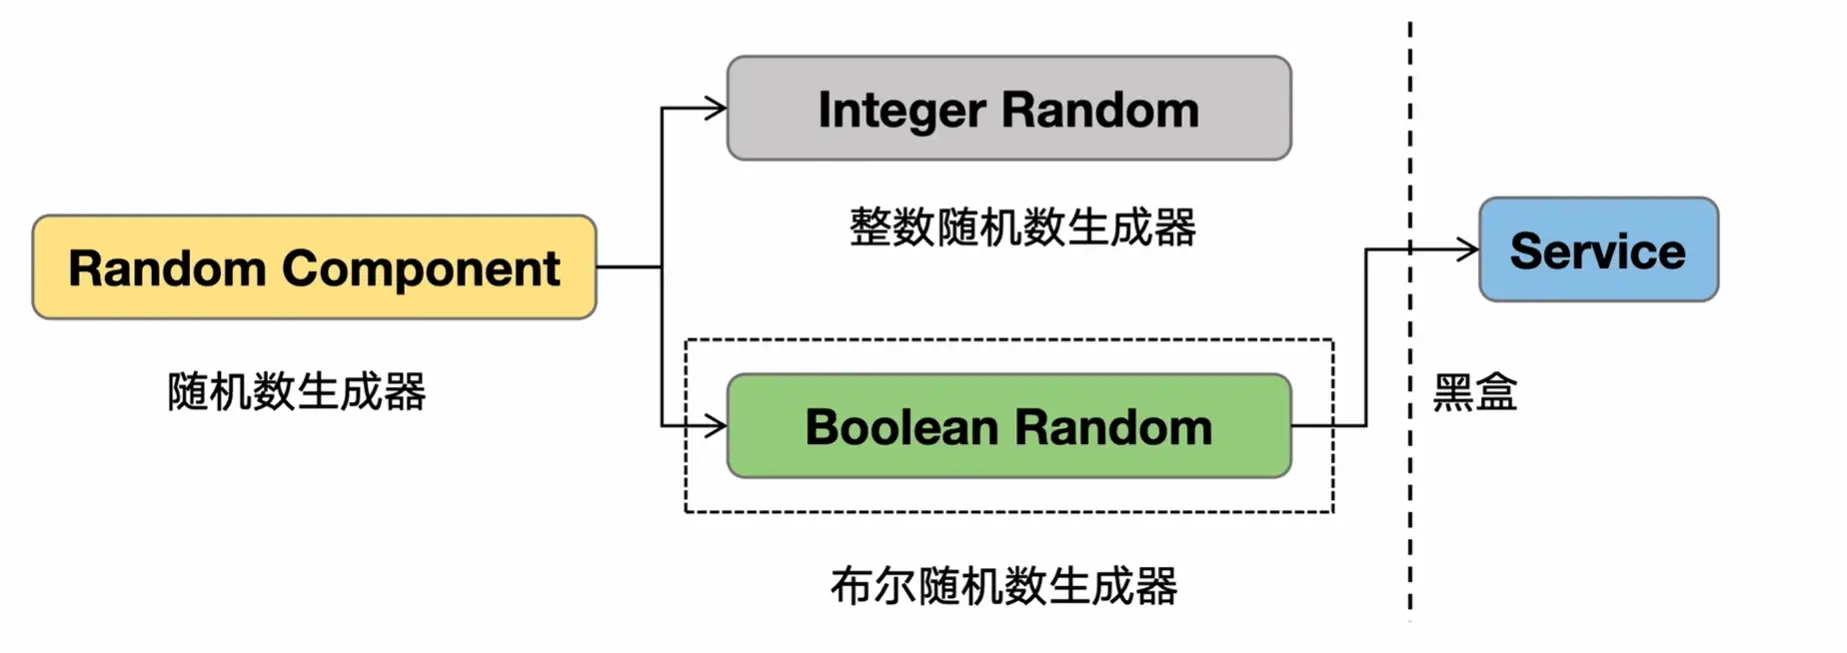 Integer Random
整数随机数生成器
Random Component
随机数生成器
Service
黑盒
Boolean Random
布尔随机数生成器